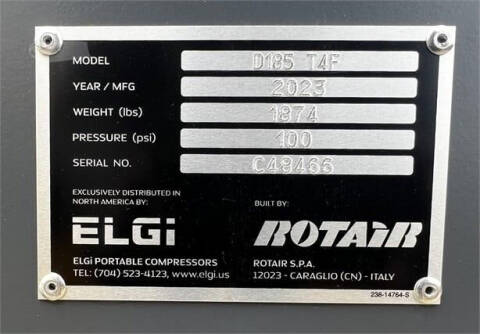 MODEL D185 T4F
YEAR / MFG 2023
WEIGHT (lbs) 1874
PRESSURE (psi) 100
SERIAL NO. C49466
EXCLUSIVELY DISTRIBUTED IN
NORTH AMERICA BY:
ELGi
ELGi PORTABLE COMPRESSORS
TEL: (704) 523-4123, www.elgi.us
BUILT BY:
ROTAIR
ROTAIR S.P.A.
12023 - CARAGLIO (CN) - ITALY
238-14764-S